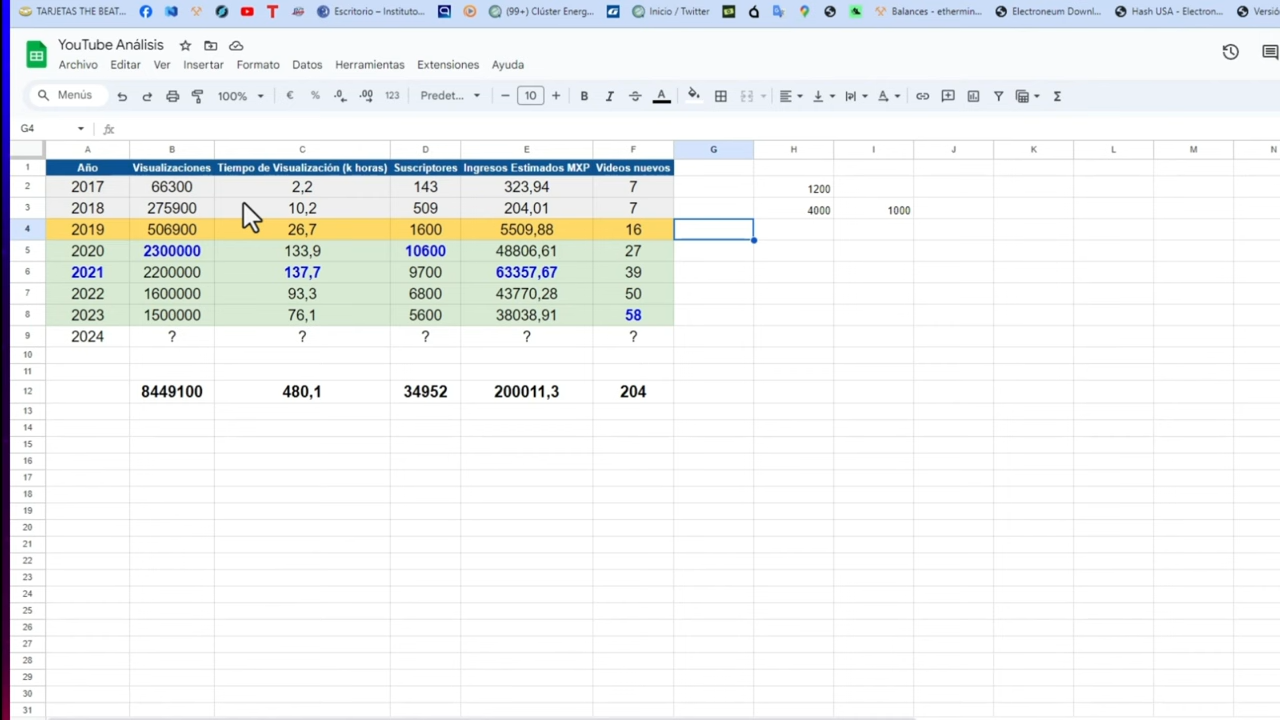 TARJETAS THE BEAT... Escritorio – Instituto... (99+) Clúster Energ... Inicio / Twitter Balances - ethermin... Electroneum Downl... Hash USA - Electron... Versió
YouTube Análisis
Archivo Editar Ver Insertar Formato Datos Herramientas Extensiones Ayuda
Menús 100% € % .0 .00 123 Predet... − 10 + B I A Σ
G4 fx
A B C D E F G H I J K L M N
1 Año Visualizaciones Tiempo de Visualización (k horas) Suscriptores Ingresos Estimados MXP Videos nuevos
2 2017 66300 2,2 143 323,94 7 1200
3 2018 275900 10,2 509 204,01 7 4000 1000
4 2019 506900 26,7 1600 5509,88 16
5 2020 2300000 133,9 10600 48806,61 27
6 2021 2200000 137,7 9700 63357,67 39
7 2022 1600000 93,3 6800 43770,28 50
8 2023 1500000 76,1 5600 38038,91 58
9 2024 ? ? ? ? ?
10
11
12 8449100 480,1 34952 200011,3 204
13
14
15
16
17
18
19
20
21
22
23
24
25
26
27
28
29
30
31